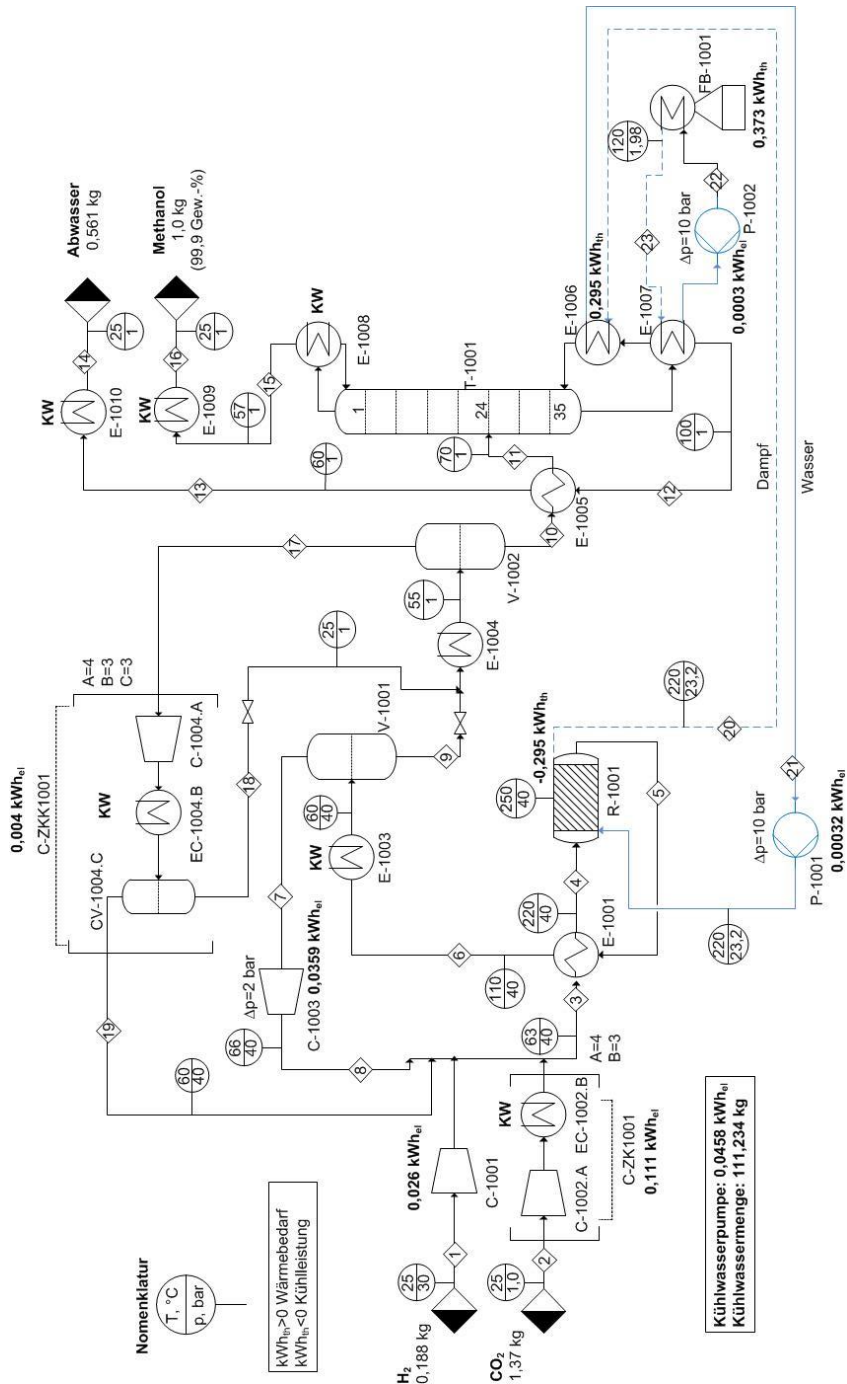 Nomenklatur
T, °C
p, bar
kWh_th>0 Wärmebedarf
kWh_th<0 Kühlleistung
H₂
0,188 kg
25
30
1
0,026 kWh_el
C-1001
CO₂
1,37 kg
25
1,0
2
C-1002.A
KW
EC-1002.B
C-ZK1001
0,111 kWh_el
A=4
B=3
63
40
3
Kühlwasserpumpe: 0,0458 kWh_el
Kühlwassermenge: 111,234 kg
60
40
19
66
40
8
Δp=2 bar
C-1003
0,0359 kWh_el
7
0,004 kWh_el
C-ZKK1001
CV-1004.C
KW
EC-1004.B
C-1004.A
A=4
B=3
C=3
17
18
25
1
110
40
6
E-1001
220
40
4
KW
E-1003
60
40
V-1001
9
250
40
-0,295 kWh_th
R-1001
5
220
23,2
20
220
23,2
P-1001
Δp=10 bar
0,00032 kWh_el
21
E-1004
55
1
V-1002
10
E-1005
11
70
1
12
100
1
13
60
1
KW
E-1010
14
25
1
Abwasser
0,561 kg
KW
E-1009
16
25
1
Methanol
1,0 kg
(99,9 Gew.-%)
57
1
15
KW
E-1008
T-1001
1
24
35
E-1006
0,295 kWh_th
E-1007
0,0003 kWh_el
Δp=10 bar
P-1002
22
23
120
1,98
FB-1001
0,373 kWh_th
Dampf
Wasser